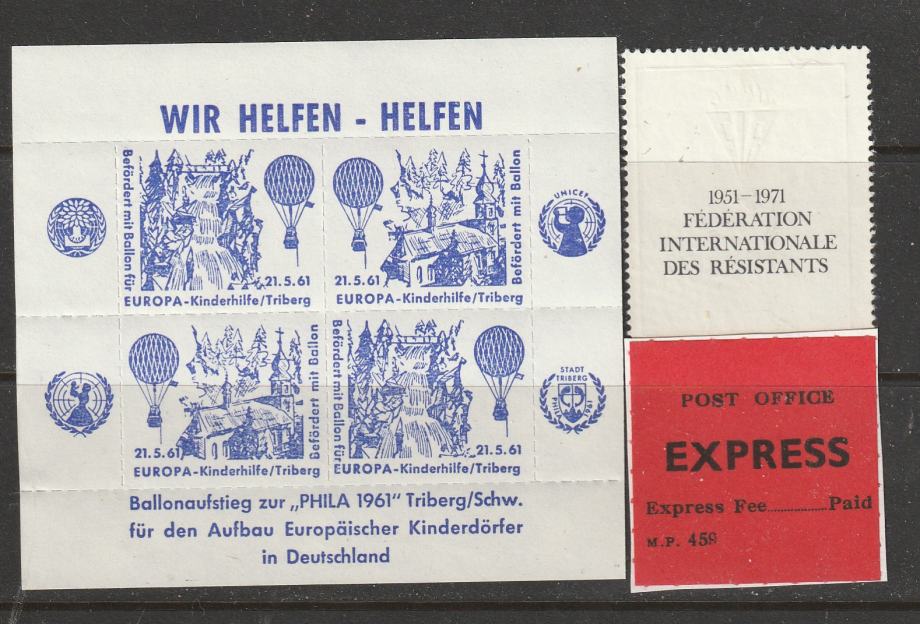 WIR HELFEN - HELFEN
Befördert mit Ballon für
21.5.61
EUROPA-Kinderhilfe/Triberg
Befördert mit Ballon
21.5.61
EUROPA-Kinderhilfe/Triberg
UNICEF
21.5.61
EUROPA-Kinderhilfe/Triberg
Befördert mit Ballon
Befördert mit Ballon für
21.5.61
EUROPA-Kinderhilfe/Triberg
STADT
TRIBERG
PHILA 1961
Ballonaufstieg zur „PHILA 1961" Triberg/Schw.
für den Aufbau Europäischer Kinderdörfer
in Deutschland
1951-1971
FÉDÉRATION
INTERNATIONALE
DES RÉSISTANTS
POST OFFICE
EXPRESS
Express Fee..............Paid
M.P. 459